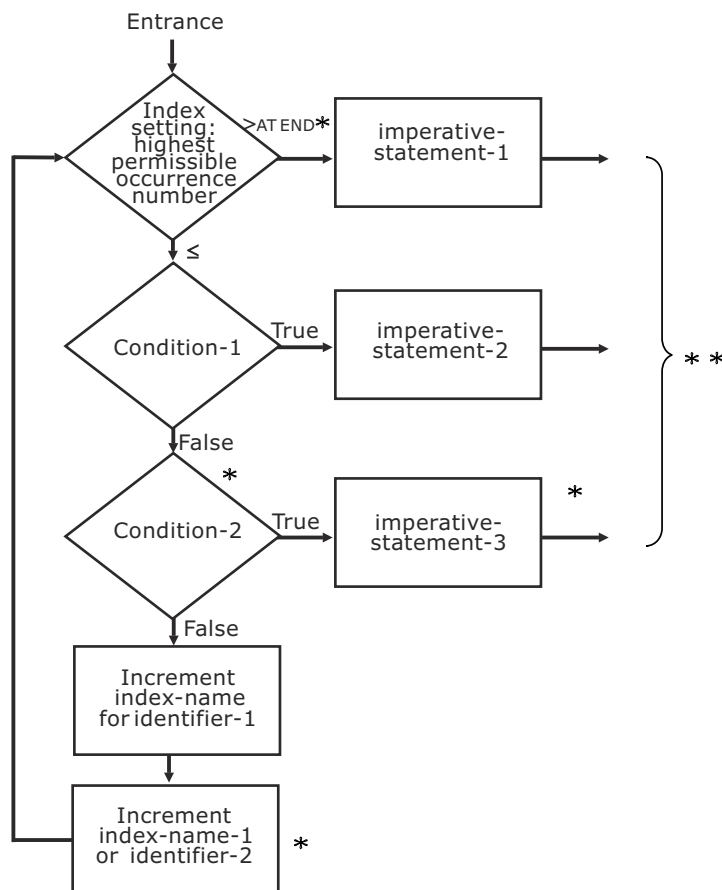 Entrance
Index
setting:
highest
permissible
occurrence
number
>AT END*
imperative-
statement-1
≤
Condition-1
True
imperative-
statement-2
* *
False
*
Condition-2
True
imperative-
statement-3
*
False
Increment
index-name
for identifier-1
Increment
index-name-1
or identifier-2
*